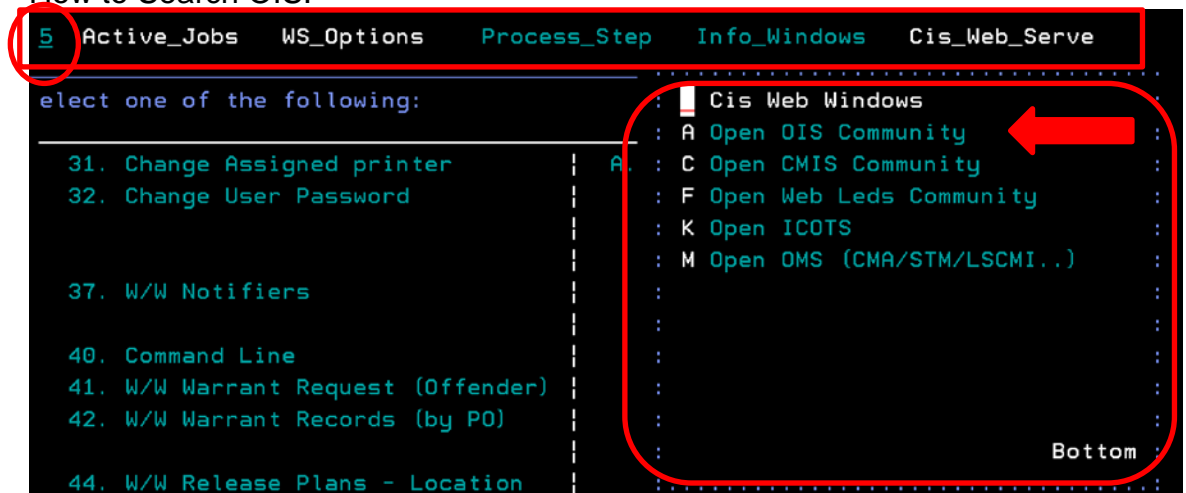 How to Search OIS:
5 Active_Jobs WS_Options Process_Step Info_Windows Cis_Web_Serve
elect one of the following:
31. Change Assigned printer
32. Change User Password
37. W/W Notifiers
40. Command Line
41. W/W Warrant Request (Offender)
42. W/W Warrant Records (by PO)
44. W/W Release Plans - Location
A.
Cis Web Windows
A Open OIS Community
C Open CMIS Community
F Open Web Leds Community
K Open ICOTS
M Open OMS (CMA/STM/LSCMI..)
Bottom